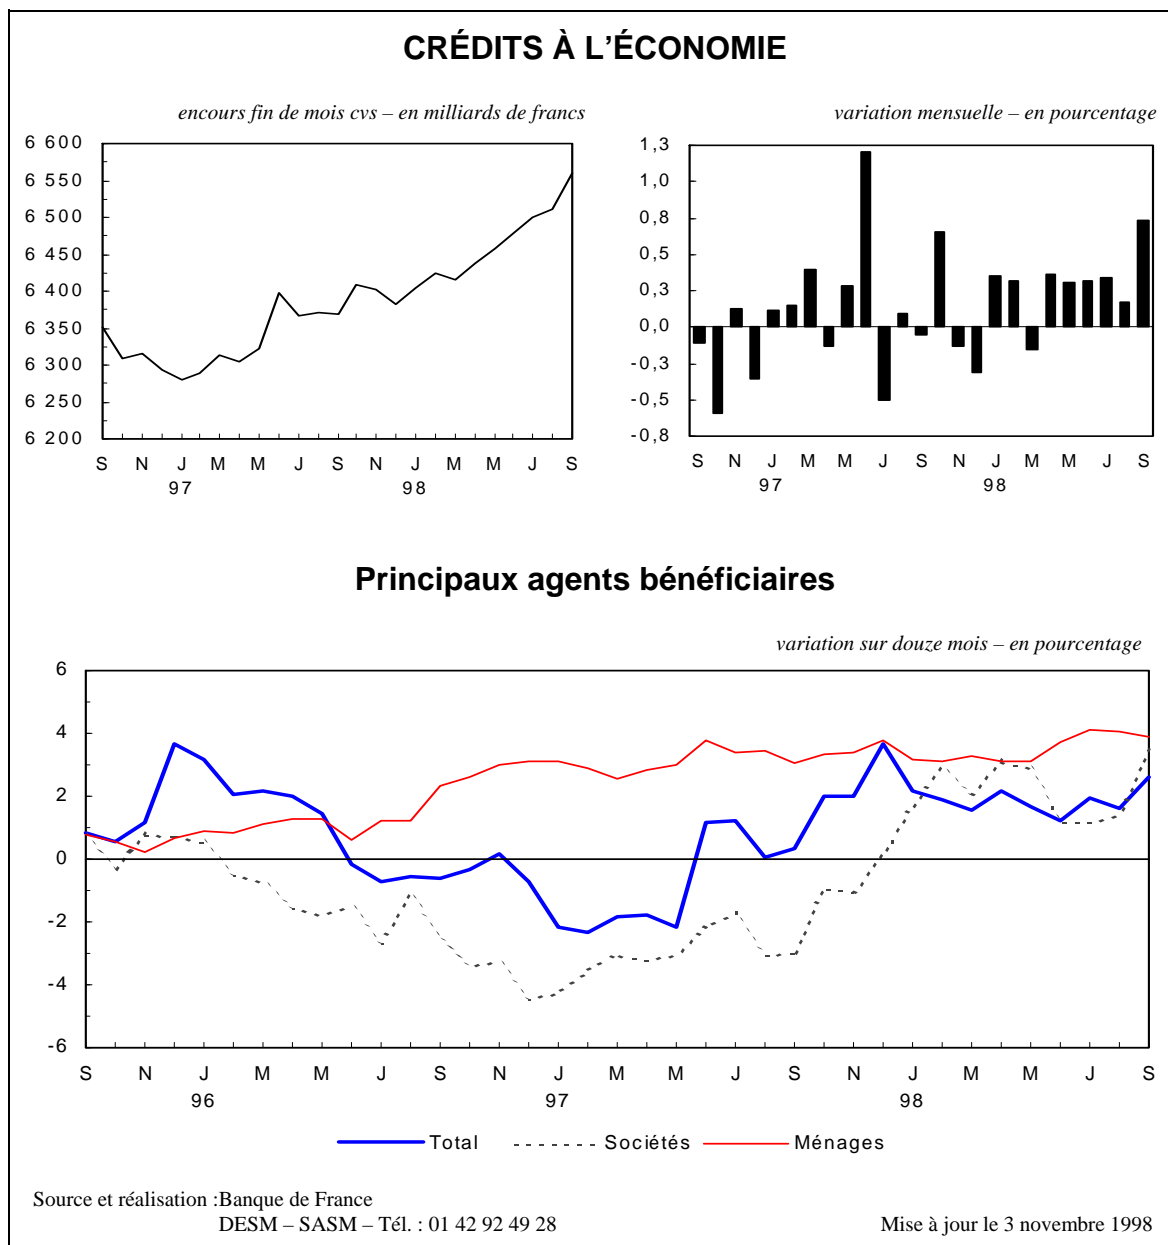 CRÉDITS À L'ÉCONOMIE
encours fin de mois cvs – en milliards de francs
6 600
6 550
6 500
6 450
6 400
6 350
6 300
6 250
6 200
S N J M M J S N J M M J S
97 98
variation mensuelle – en pourcentage
1,3
1,0
0,8
0,5
0,3
0,0
-0,3
-0,5
-0,8
S N J M M J S N J M M J S
97 98
Principaux agents bénéficiaires
variation sur douze mois – en pourcentage
6
4
2
0
-2
-4
-6
S N J M M J S N J M M J S N J M M J S
96 97 98
Total Sociétés Ménages
Source et réalisation :Banque de France
DESM – SASM – Tél. : 01 42 92 49 28 Mise à jour le 3 novembre 1998